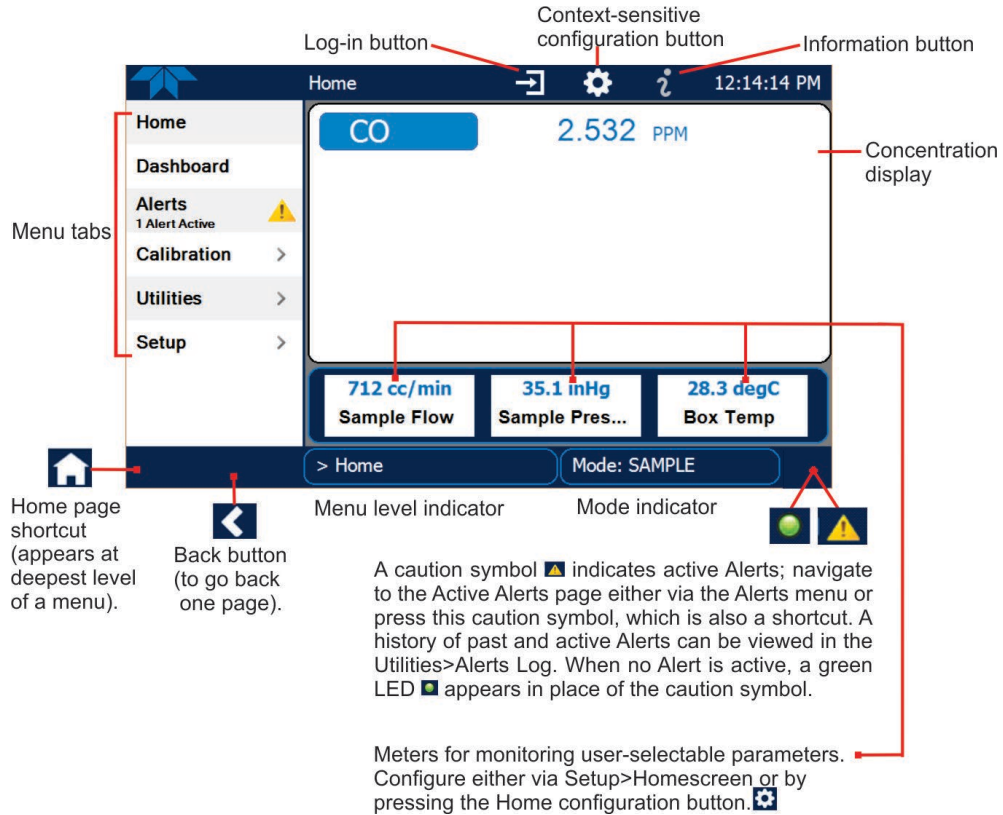 Context-sensitive
configuration button
Log-in button
Information button
Home
12:14:14 PM
Menu tabs
Home
Dashboard
Alerts
1 Alert Active
Calibration
Utilities
Setup
CO
2.532 PPM
Concentration
display
712 cc/min
Sample Flow
35.1 inHg
Sample Pres...
28.3 degC
Box Temp
> Home
Mode: SAMPLE
Home page
shortcut
(appears at
deepest level
of a menu).
Back button
(to go back
one page).
Menu level indicator
Mode indicator
A caution symbol indicates active Alerts; navigate
to the Active Alerts page either via the Alerts menu or
press this caution symbol, which is also a shortcut. A
history of past and active Alerts can be viewed in the
Utilities>Alerts Log. When no Alert is active, a green
LED appears in place of the caution symbol.
Meters for monitoring user-selectable parameters.
Configure either via Setup>Homescreen or by
pressing the Home configuration button.